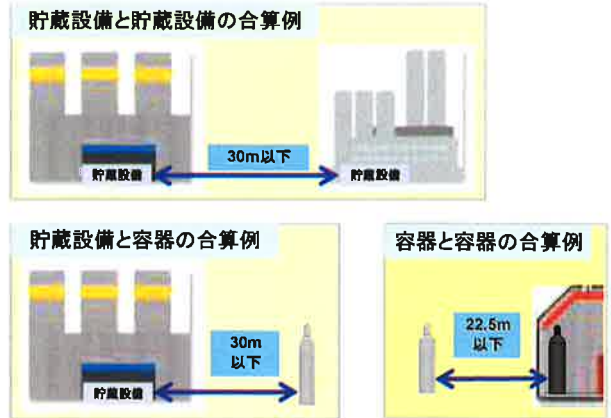 貯蔵設備と貯蔵設備の合算例
30m以下
貯蔵設備
貯蔵設備
貯蔵設備と容器の合算例
30m
以下
貯蔵設備
容器と容器の合算例
22.5m
以下